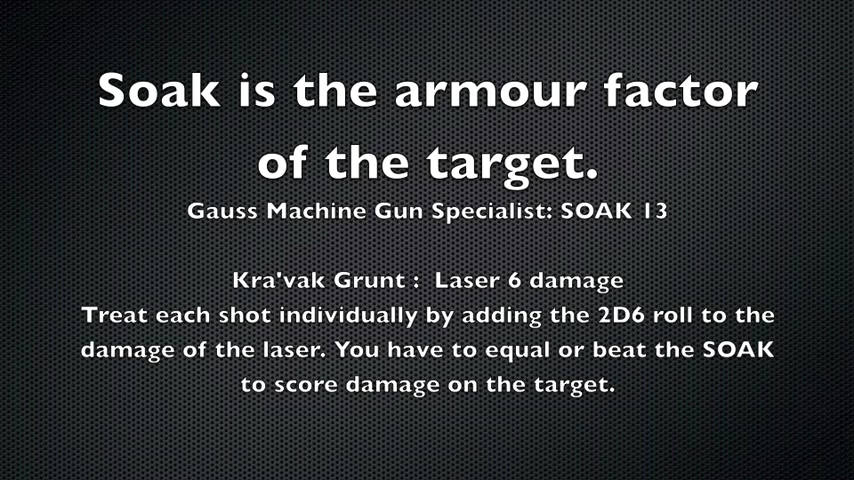 Soak is the armour factor
of the target.
Gauss Machine Gun Specialist: SOAK 13
Kra'vak Grunt :  Laser 6 damage
Treat each shot individually by adding the 2D6 roll to the
damage of the laser. You have to equal or beat the SOAK
to score damage on the target.